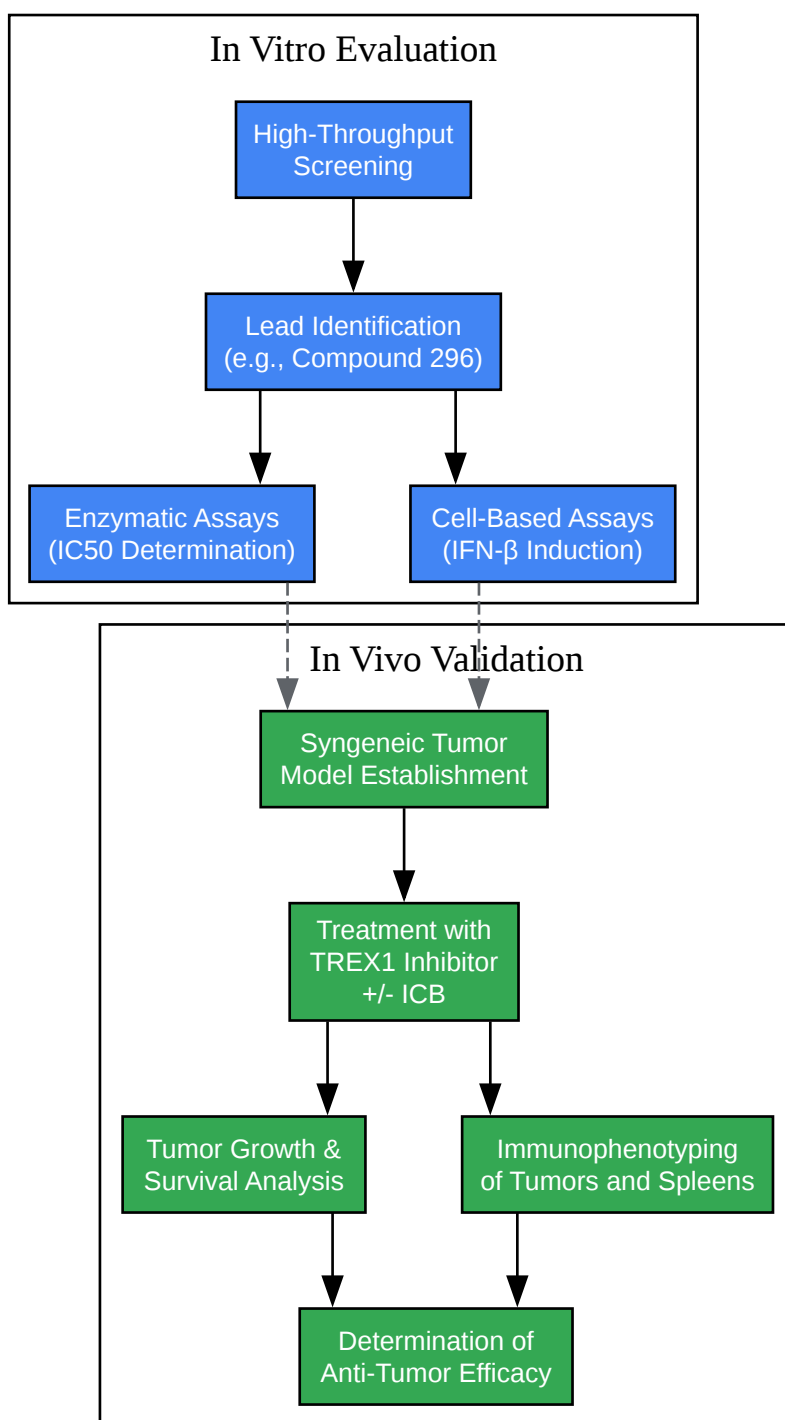 In Vitro Evaluation
High-Throughput
Screening
Lead Identification
(e.g., Compound 296)
Enzymatic Assays
(IC50 Determination)
Cell-Based Assays
(IFN-β Induction)
In Vivo Validation
Syngeneic Tumor
Model Establishment
Treatment with
TREX1 Inhibitor
+/- ICB
Tumor Growth &
Survival Analysis
Immunophenotyping
of Tumors and Spleens
Determination of
Anti-Tumor Efficacy